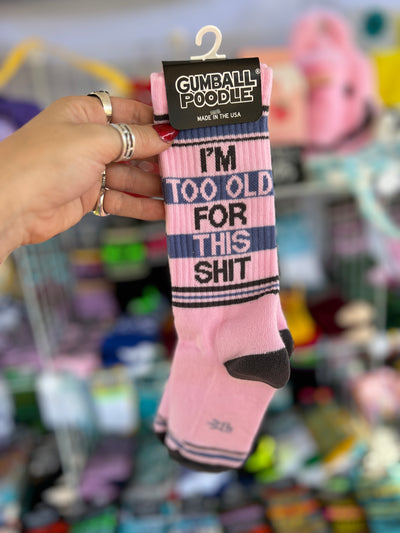 GUMBALL
POODLE®
MADE IN THE USA
I'M
TOO OLD
FOR
THIS
SHIT